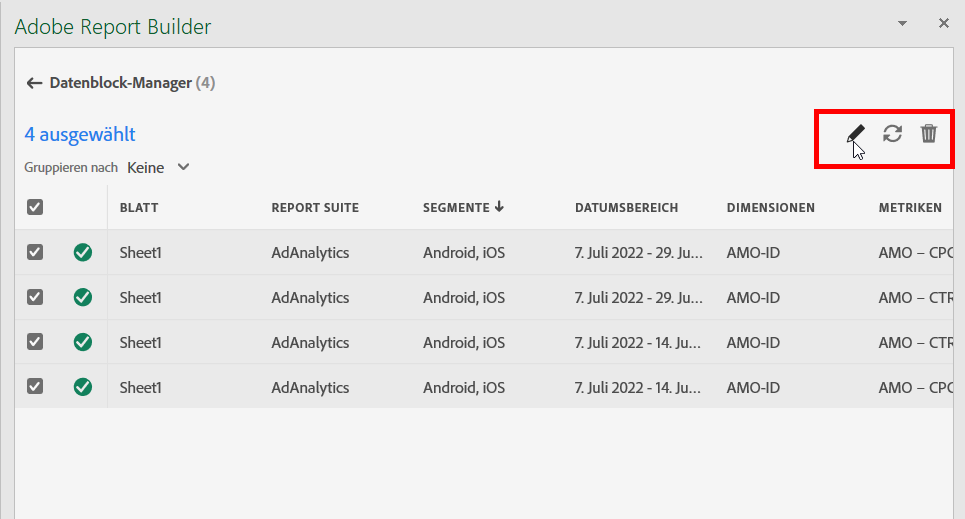 Adobe Report Builder
Datenblock-Manager (4)
4 ausgewählt
Gruppieren nach Keine
BLATT REPORT SUITE SEGMENTE DATUMSBEREICH DIMENSIONEN METRIKEN
Sheet1 AdAnalytics Android, iOS 7. Juli 2022 - 29. Ju... AMO-ID AMO – CPC
Sheet1 AdAnalytics Android, iOS 7. Juli 2022 - 29. Ju... AMO-ID AMO – CTR
Sheet1 AdAnalytics Android, iOS 7. Juli 2022 - 14. Ju... AMO-ID AMO – CTR
Sheet1 AdAnalytics Android, iOS 7. Juli 2022 - 14. Ju... AMO-ID AMO – CPC